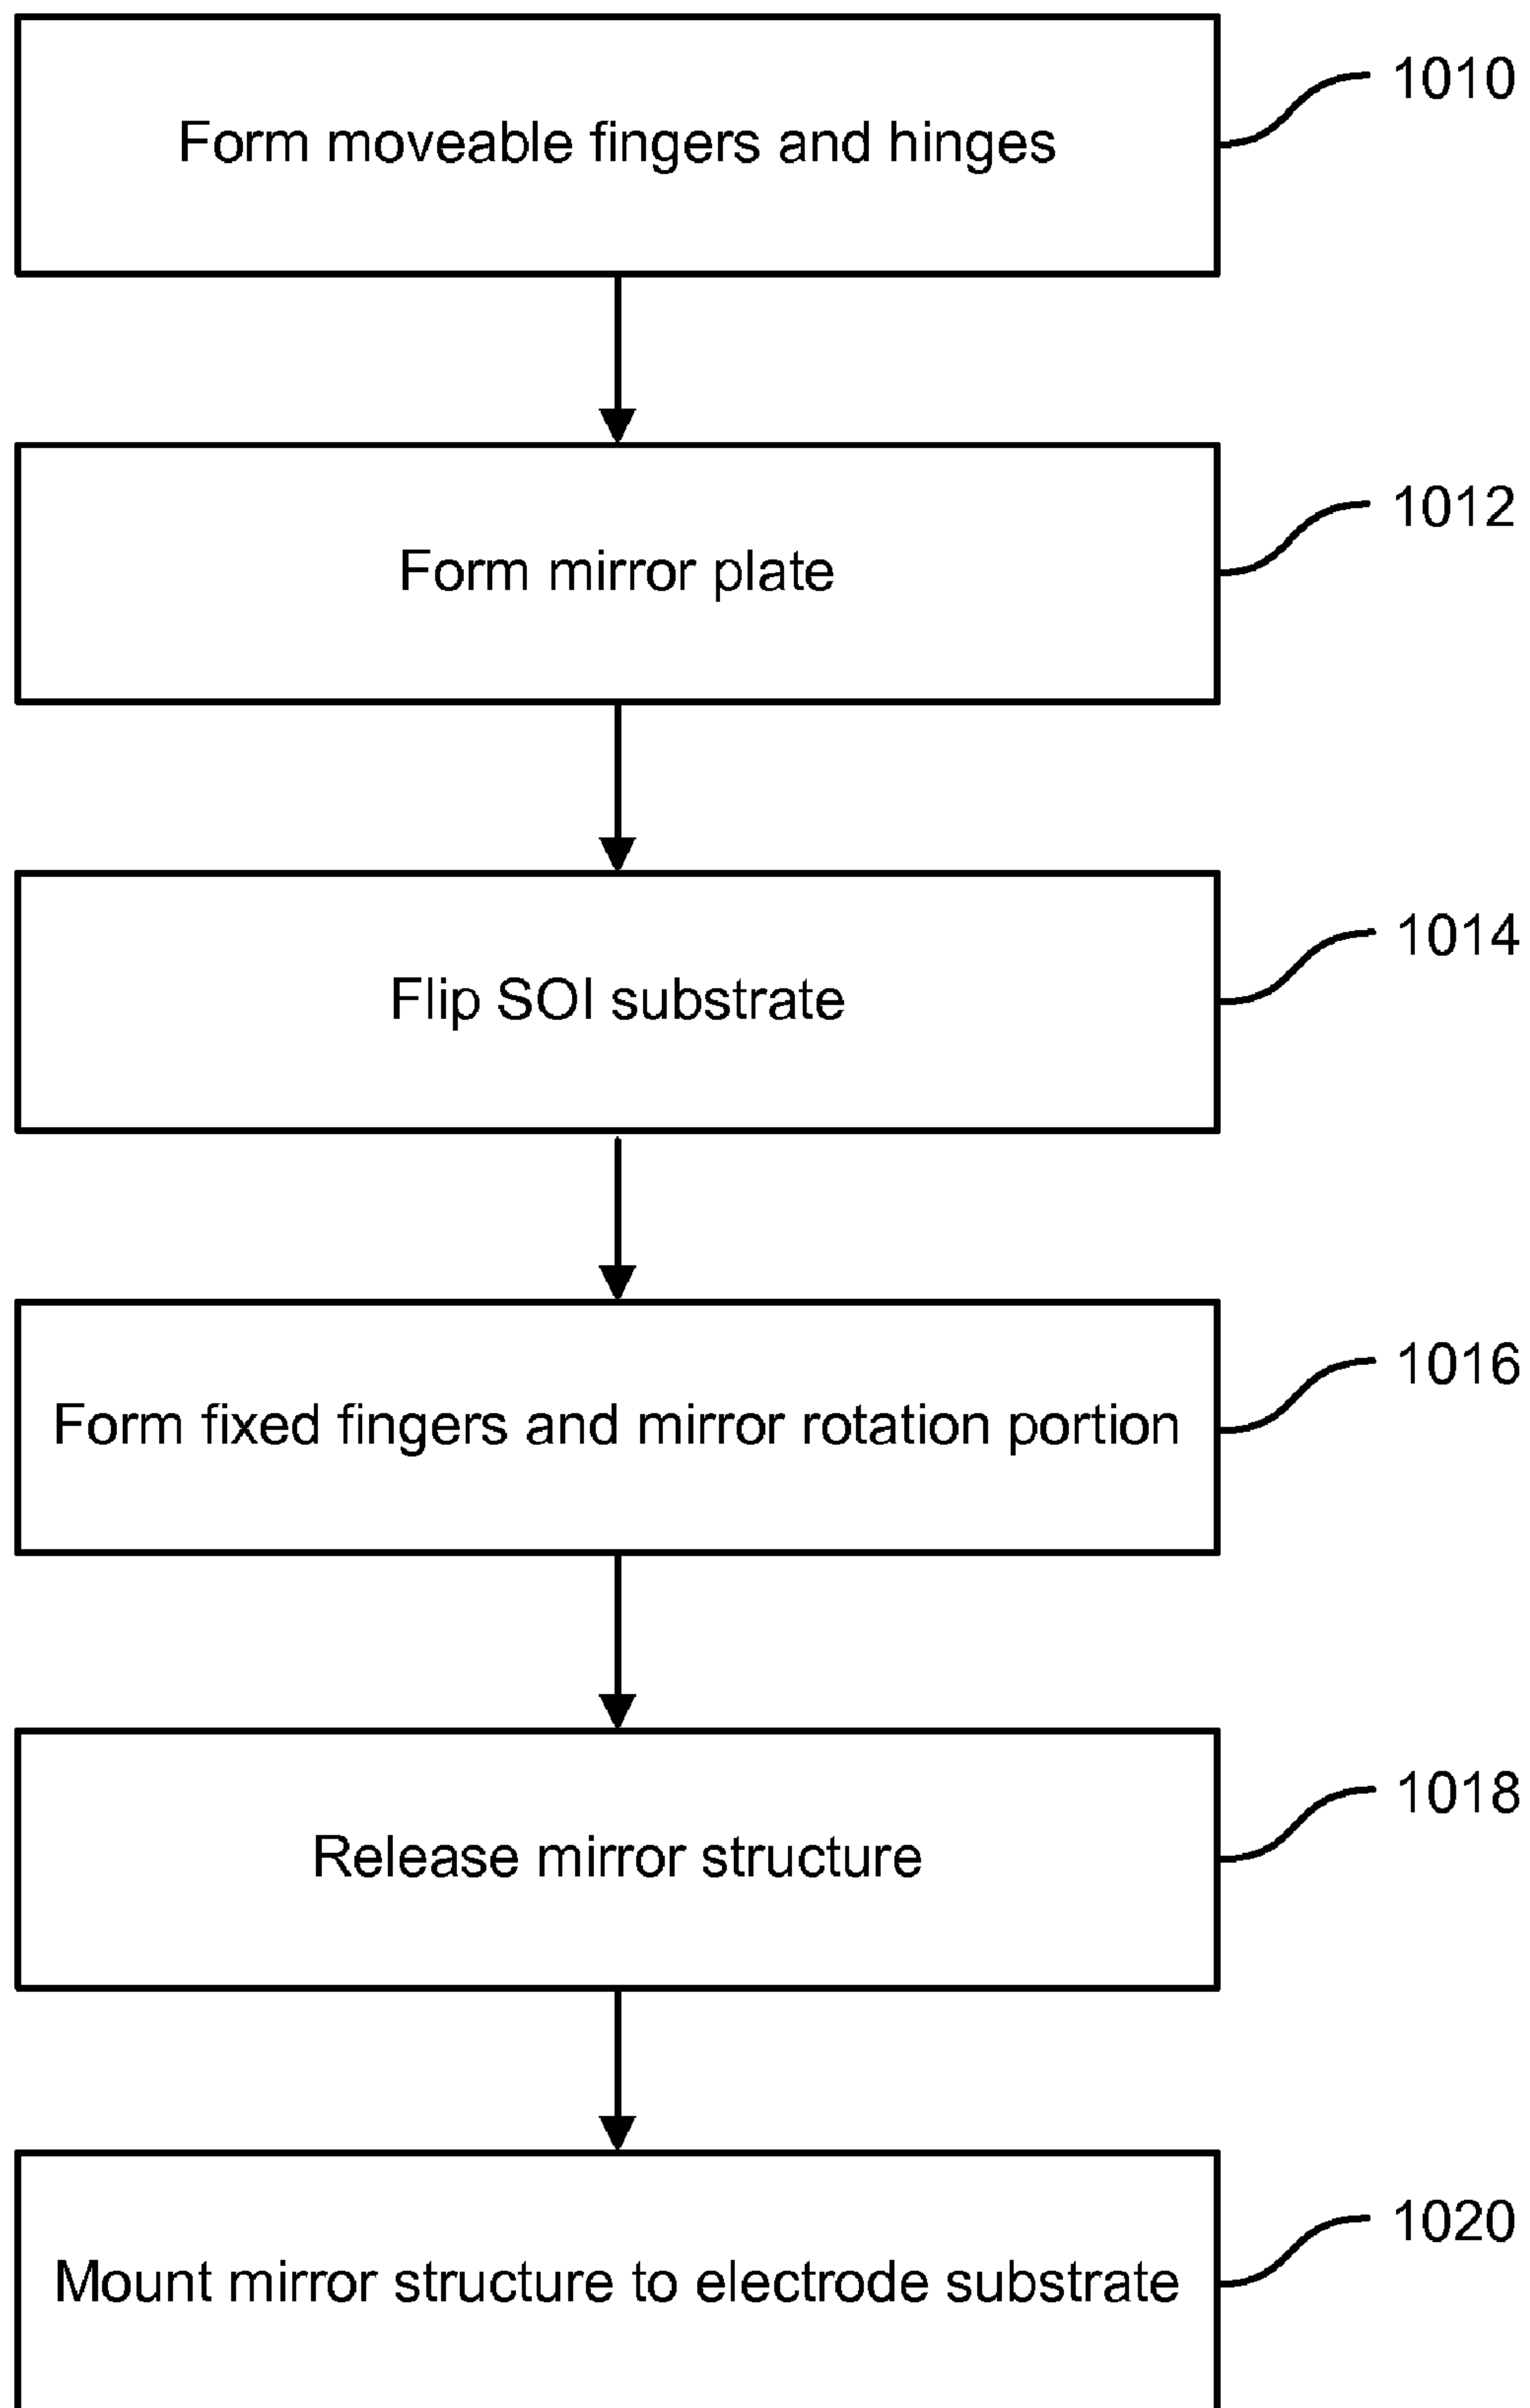 Form moveable fingers and hinges
1010
Form mirror plate
1012
Flip SOI substrate
1014
Form fixed fingers and mirror rotation portion
1016
Release mirror structure
1018
Mount mirror structure to electrode substrate
1020